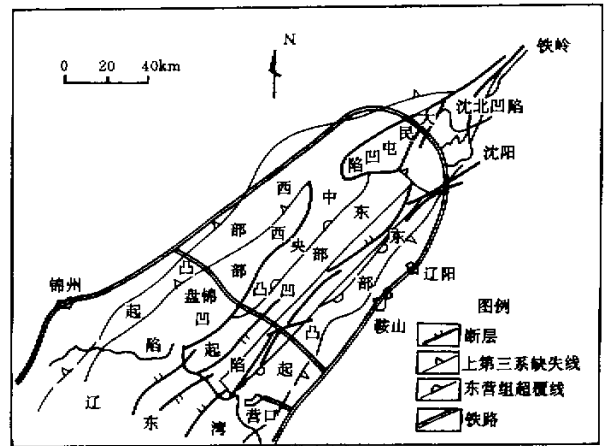 0 20 40km
N
铁岭
沈北凹陷
大民屯凹陷
沈阳
西部凸起
西部凹陷
中央凸起
东部凹陷
东部凸起
辽阳
鞍山
锦州
盘锦
营口
辽东湾
图例
断层
上第三系缺失线
东营组超覆线
铁路